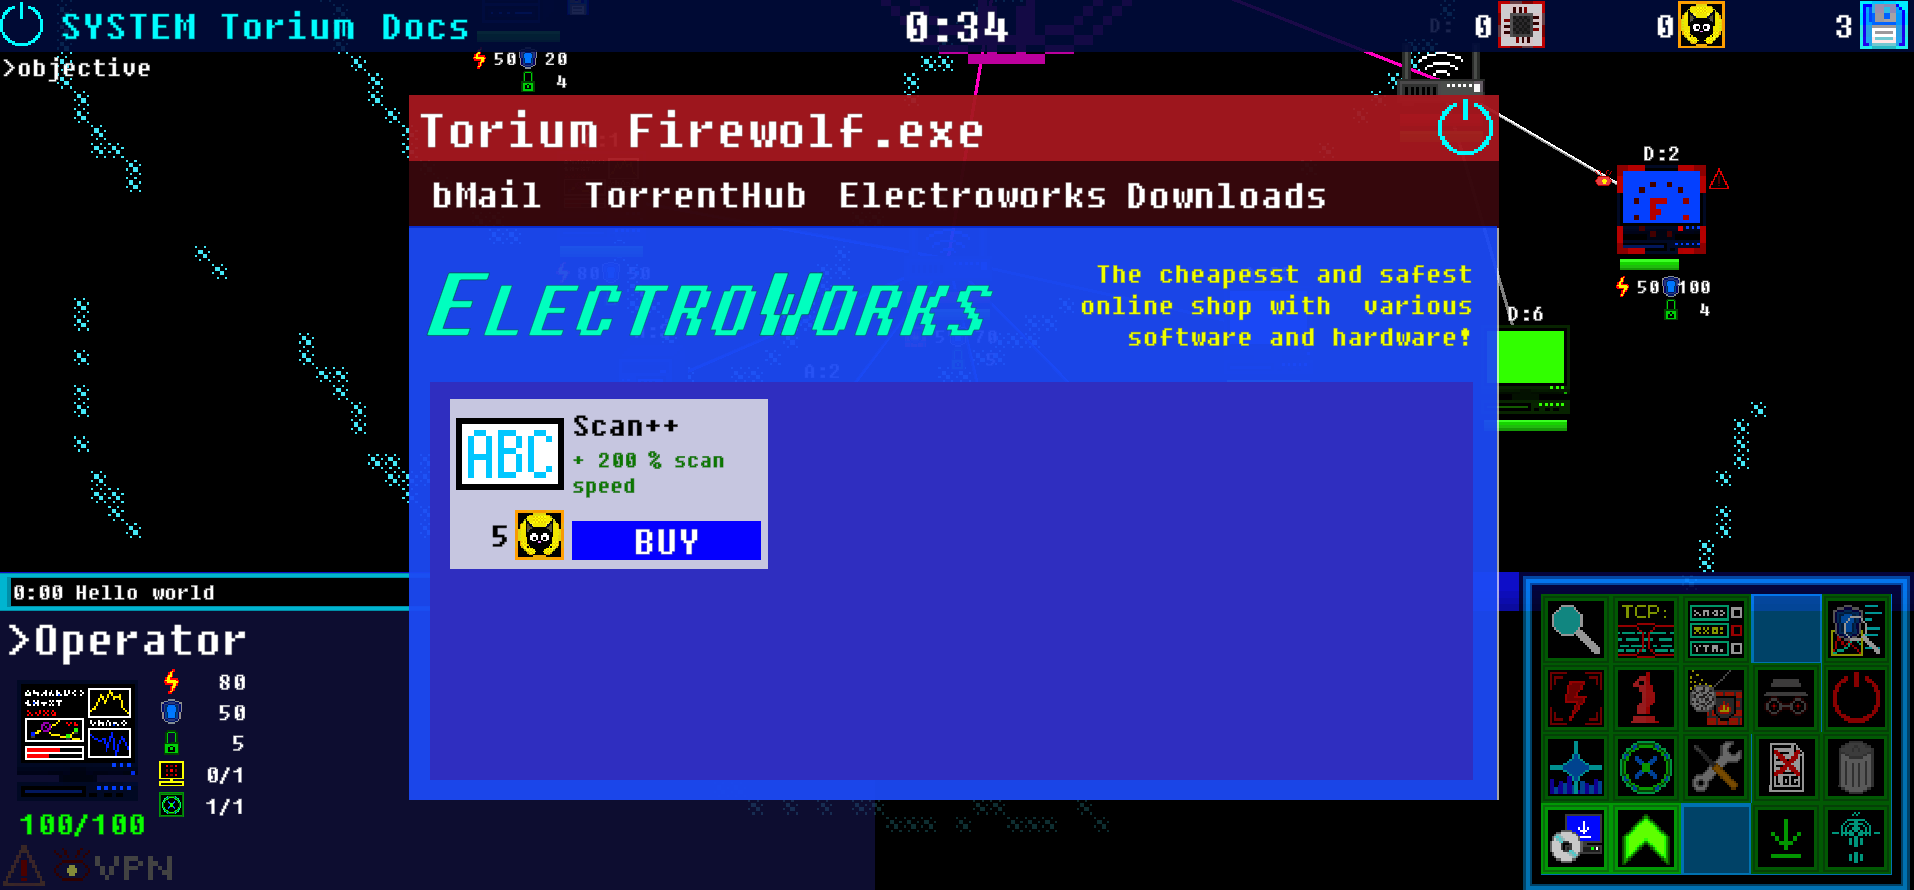 SYSTEM Torium Docs
0:34
0
0
3
>objective
50 20
4
Torium Firewolf.exe
bMail TorrentHub Electroworks Downloads
D:2
50 100
4
D:6
ELECTROWORKS
The cheapesst and safest
online shop with various
software and hardware!
ABC
Scan++
+ 200 % scan
speed
5
BUY
0:00 Hello world
>Operator
80
50
5
0/1
1/1
100/100
VPN
TCP:
LOG